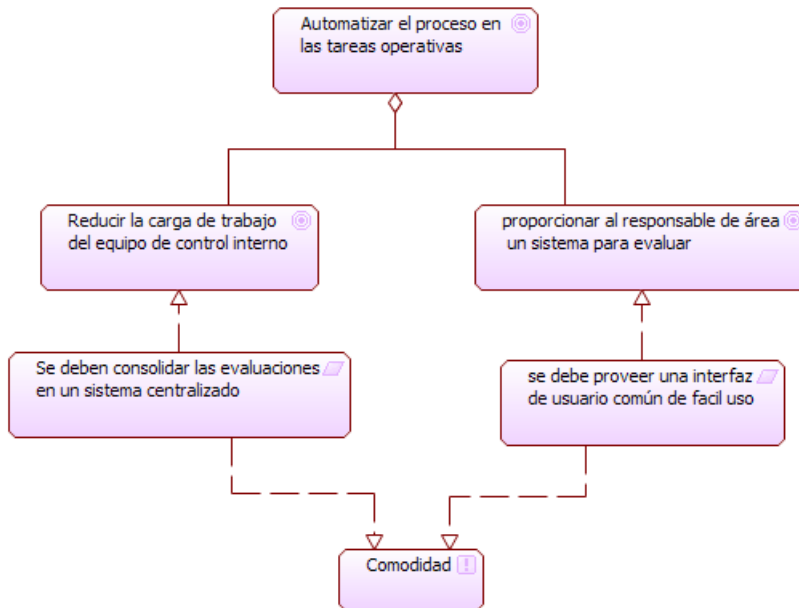 Automatizar el proceso en
las tareas operativas
Reducir la carga de trabajo
del equipo de control interno
proporcionar al responsable de área
un sistema para evaluar
Se deben consolidar las evaluaciones
en un sistema centralizado
se debe proveer una interfaz
de usuario común de facil uso
Comodidad